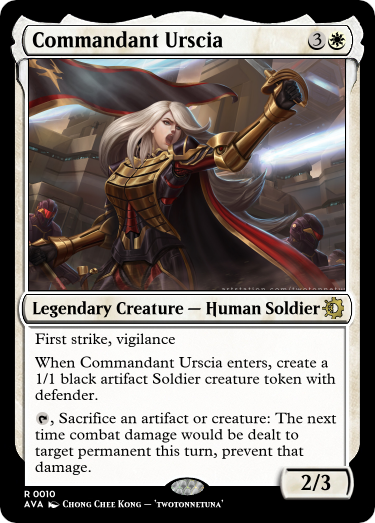 Commandant Urscia 3
artstation.com/twotonnetu
Legendary Creature — Human Soldier
First strike, vigilance
When Commandant Urscia enters, create a
1/1 black artifact Soldier creature token with
defender.
, Sacrifice an artifact or creature: The next
time combat damage would be dealt to
target permanent this turn, prevent that
damage.
2/3
R 0010
AVA Chong Chee Kong — 'twotonnetuna'